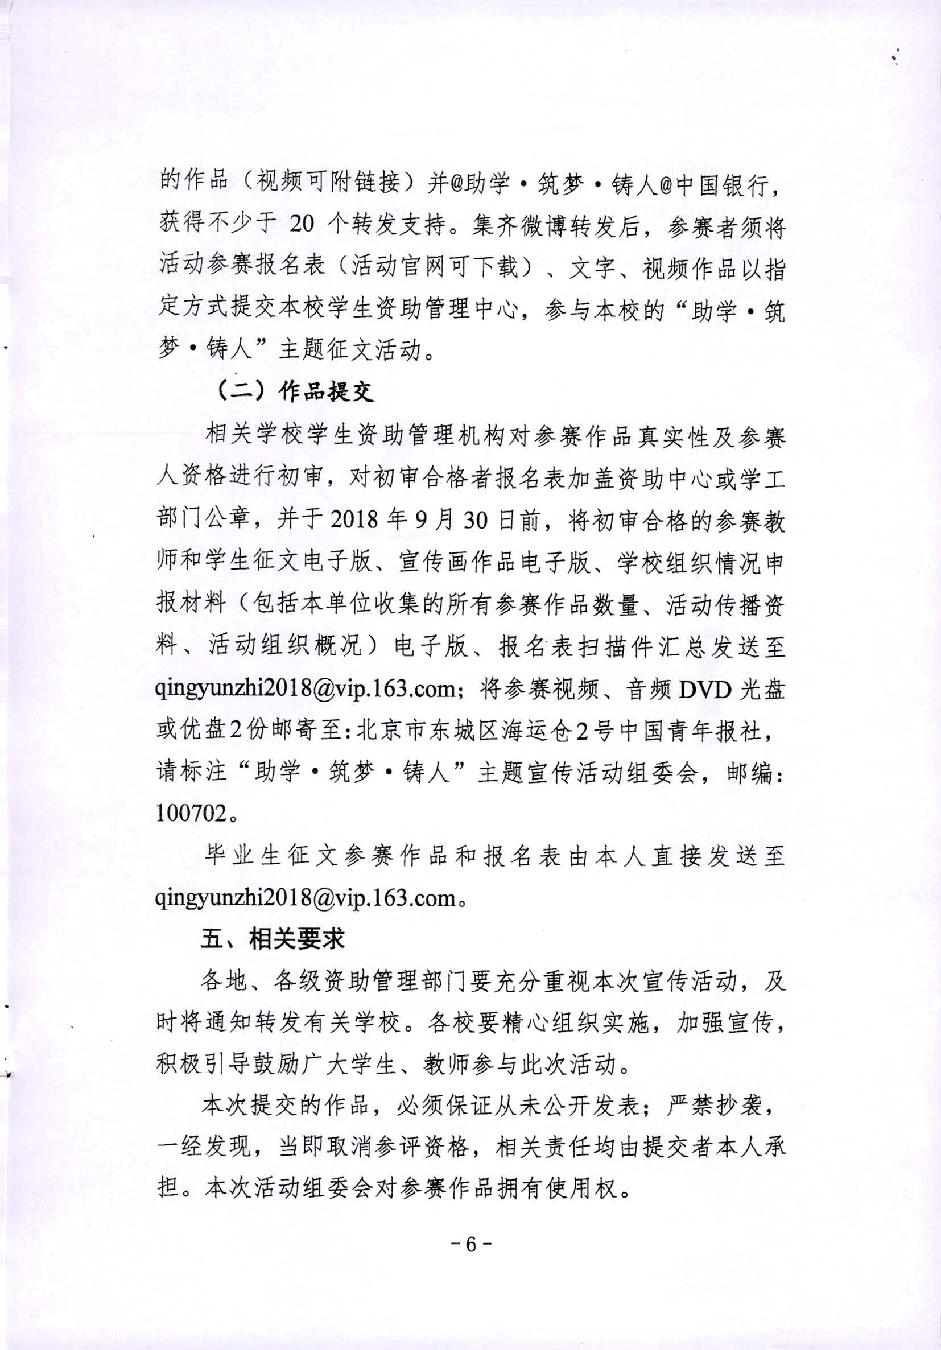 的作品（视频可附链接）并@助学·筑梦·铸人@中国银行，
获得不少于 20 个转发支持。集齐微博转发后，参赛者须将
活动参赛报名表（活动官网可下载）、文字、视频作品以指
定方式提交本校学生资助管理中心，参与本校的“助学·筑
梦·铸人”主题征文活动。
（二）作品提交
相关学校学生资助管理机构对参赛作品真实性及参赛
人资格进行初审，对初审合格者报名表加盖资助中心或学工
部门公章，并于 2018 年 9 月 30 日前，将初审合格的参赛教
师和学生征文电子版、宣传画作品电子版、学校组织情况申
报材料（包括本单位收集的所有参赛作品数量、活动传播资
料、活动组织概况）电子版、报名表扫描件汇总发送至
qingyunzhi2018@vip.163.com；将参赛视频、音频 DVD 光盘
或优盘2份邮寄至:北京市东城区海运仓2号中国青年报社，
请标注“助学·筑梦·铸人”主题宣传活动组委会，邮编：
100702。
毕业生征文参赛作品和报名表由本人直接发送至
qingyunzhi2018@vip.163.com。
五、相关要求
各地、各级资助管理部门要充分重视本次宣传活动，及
时将通知转发有关学校。各校要精心组织实施，加强宣传，
积极引导鼓励广大学生、教师参与此次活动。
本次提交的作品，必须保证从未公开发表；严禁抄袭，
一经发现，当即取消参评资格，相关责任均由提交者本人承
担。本次活动组委会对参赛作品拥有使用权。
-6-